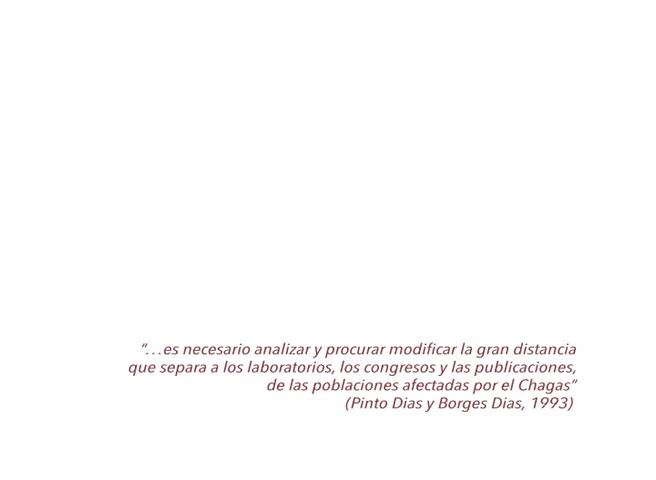 “…es necesario analizar y procurar modificar la gran distancia
que separa a los laboratorios, los congresos y las publicaciones,
de las poblaciones afectadas por el Chagas”
(Pinto Dias y Borges Dias, 1993)